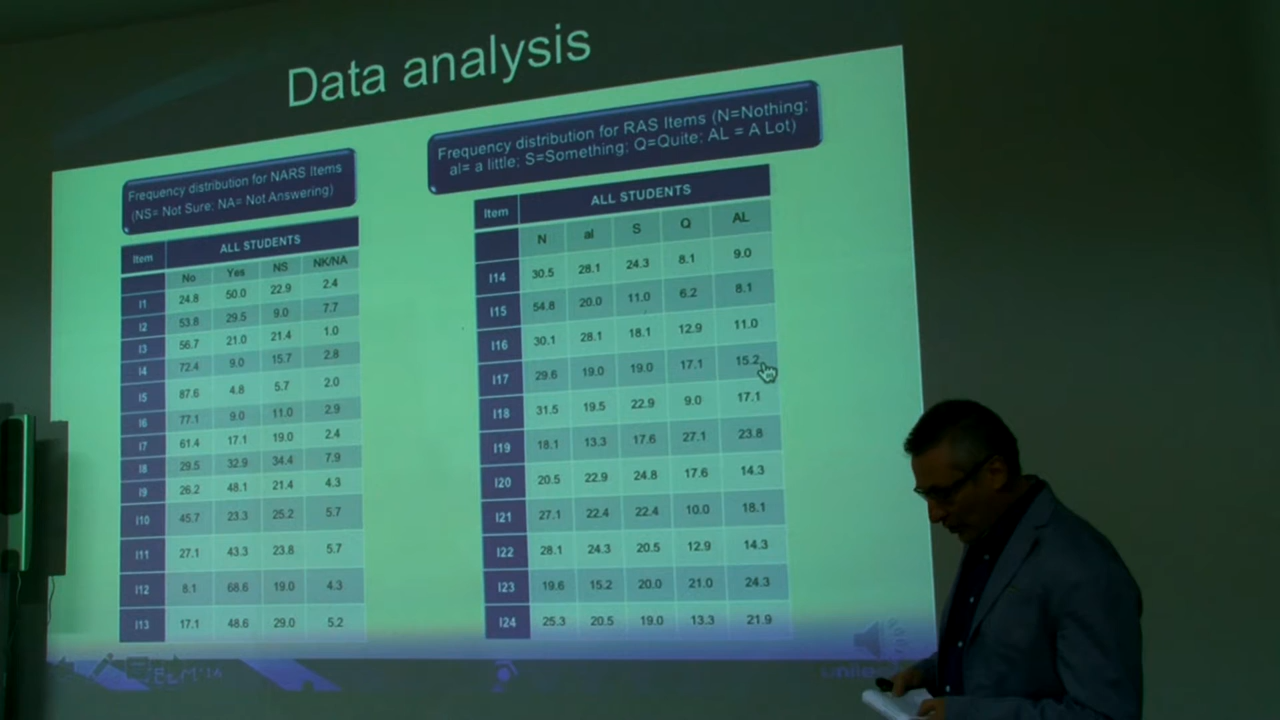 Data analysis
Frequency distribution for NARS Items
(NS= Not Sure; NA= Not Answering)
Item ALL STUDENTS
No Yes NS NK/NA
I1 24.8 50.0 22.9 2.4
I2 53.8 29.5 9.0 7.7
I3 56.7 21.0 21.4 1.0
I4 72.4 9.0 15.7 2.8
I5 87.6 4.8 5.7 2.0
I6 77.1 9.0 11.0 2.9
I7 61.4 17.1 19.0 2.4
I8 29.5 32.9 34.4 7.9
I9 26.2 48.1 21.4 4.3
I10 45.7 23.3 25.2 5.7
I11 27.1 43.3 23.8 5.7
I12 8.1 68.6 19.0 4.3
I13 17.1 48.6 29.0 5.2
Frequency distribution for RAS Items (N=Nothing;
al= a little; S=Something; Q=Quite; AL = A Lot)
Item ALL STUDENTS
N al S Q AL
I14 30.5 28.1 24.3 8.1 9.0
I15 54.8 20.0 11.0 6.2 8.1
I16 30.1 28.1 18.1 12.9 11.0
I17 29.6 19.0 19.0 17.1 15.2
I18 31.5 19.5 22.9 9.0 17.1
I19 18.1 13.3 17.6 27.1 23.8
I20 20.5 22.9 24.8 17.6 14.3
I21 27.1 22.4 22.4 10.0 18.1
I22 28.1 24.3 20.5 12.9 14.3
I23 19.6 15.2 20.0 21.0 24.3
I24 25.3 20.5 19.0 13.3 21.9